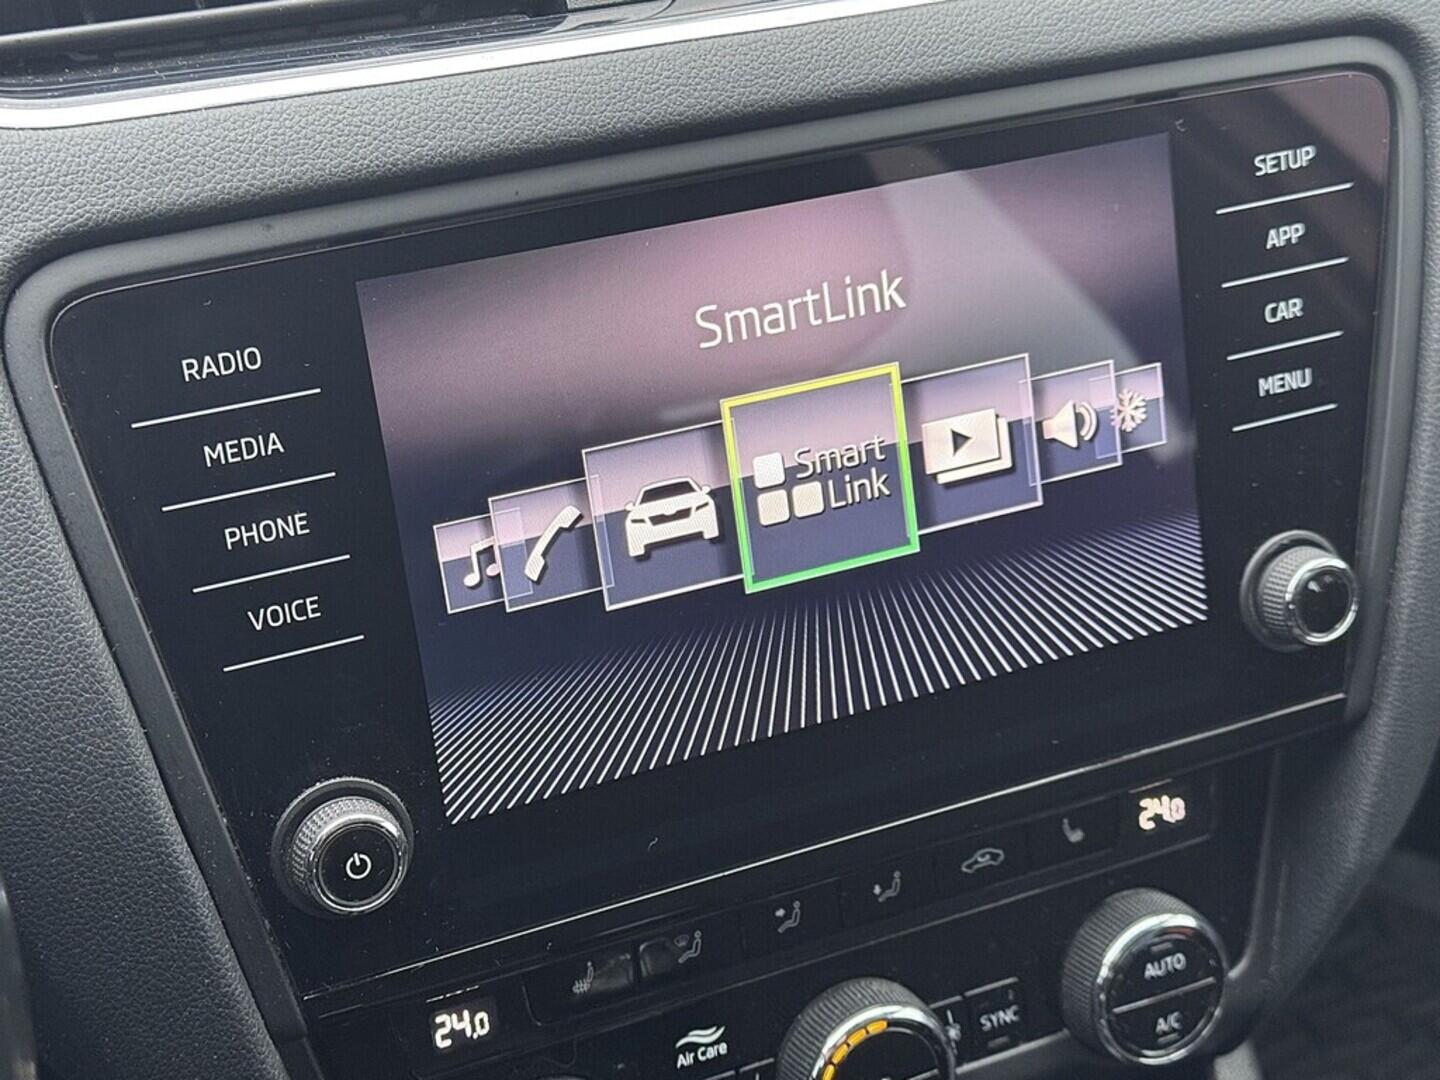 RADIO
MEDIA
PHONE
VOICE
SmartLink
Smart
Link
SETUP
APP
CAR
MENU
24.0
24.0
Air Care
SYNC
AUTO
A/C